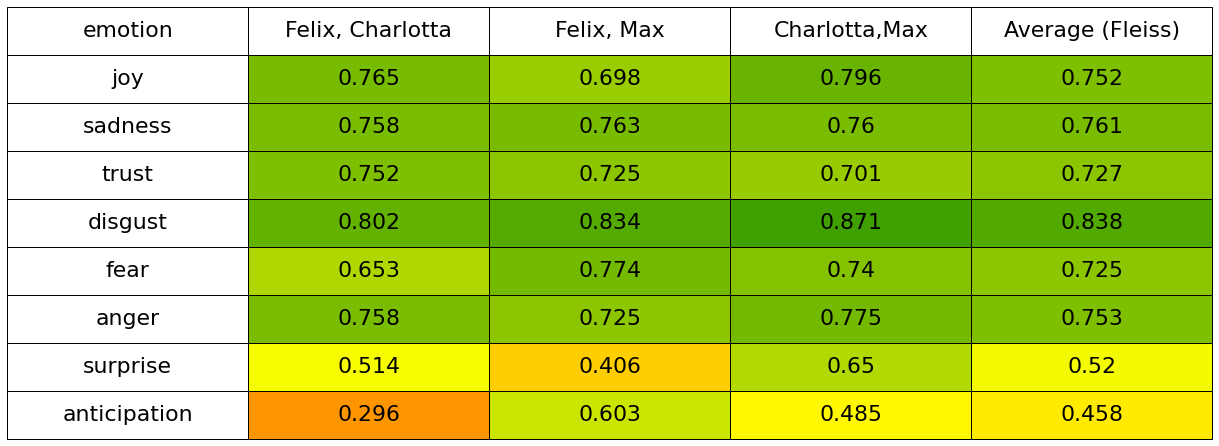 emotion Felix, Charlotta Felix, Max Charlotta,Max Average (Fleiss)
joy 0.765 0.698 0.796 0.752
sadness 0.758 0.763 0.76 0.761
trust 0.752 0.725 0.701 0.727
disgust 0.802 0.834 0.871 0.838
fear 0.653 0.774 0.74 0.725
anger 0.758 0.725 0.775 0.753
surprise 0.514 0.406 0.65 0.52
anticipation 0.296 0.603 0.485 0.458